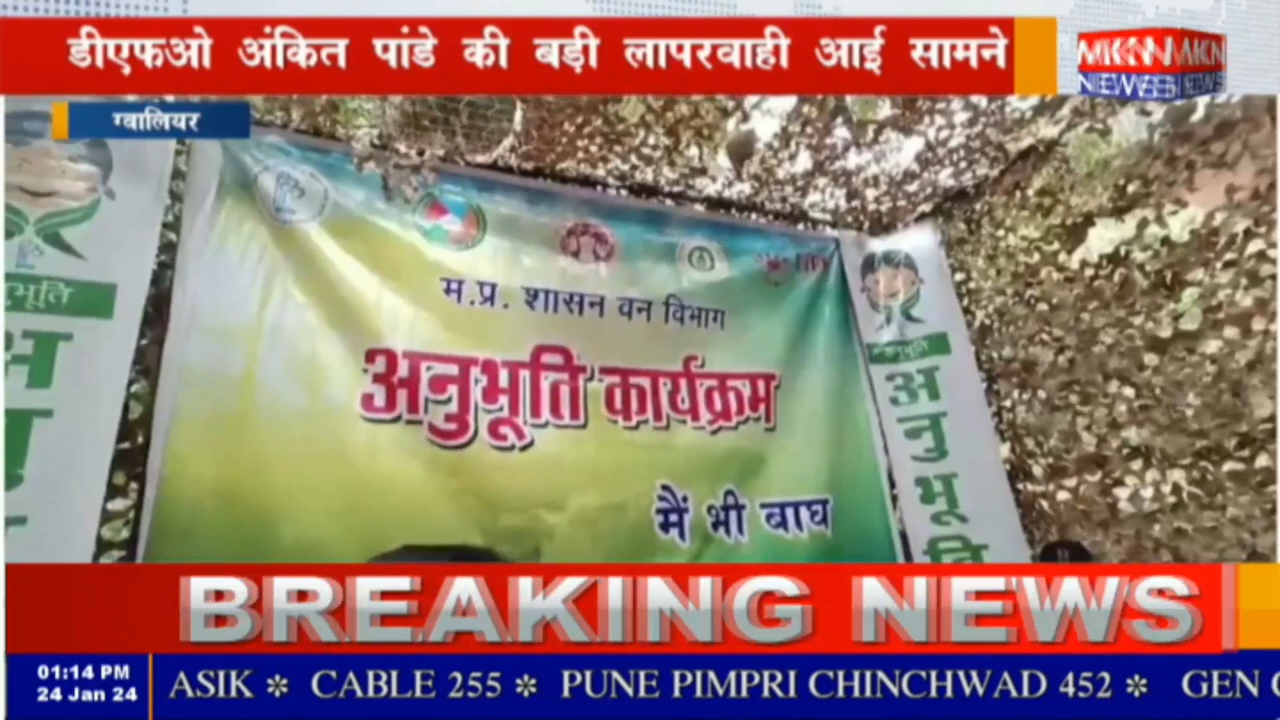 डीएफओ अंकित पांडे की बड़ी लापरवाही आई सामने
MKN
NEWS
ग्वालियर
म.प्र. शासन वन विभाग
अनुभूति कार्यक्रम
मैं भी बाघ
अनुभूति
BREAKING NEWS
01:14 PM
24 Jan 24
ASIK ✻ CABLE 255 ✻ PUNE PIMPRI CHINCHWAD 452 ✻ GEN